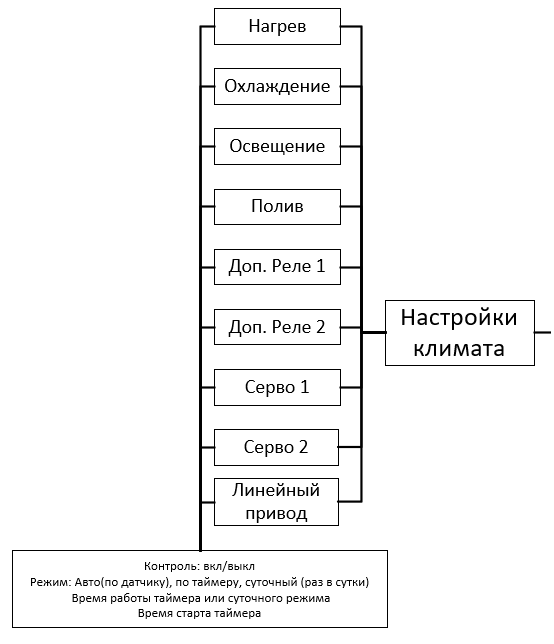 Нагрев
Охлаждение
Освещение
Полив
Доп. Реле 1
Доп. Реле 2
Серво 1
Серво 2
Линейный
привод
Настройки
климата
Контроль: вкл/выкл
Режим: Авто(по датчику), по таймеру, суточный (раз в сутки)
Время работы таймера или суточного режима
Время старта таймера